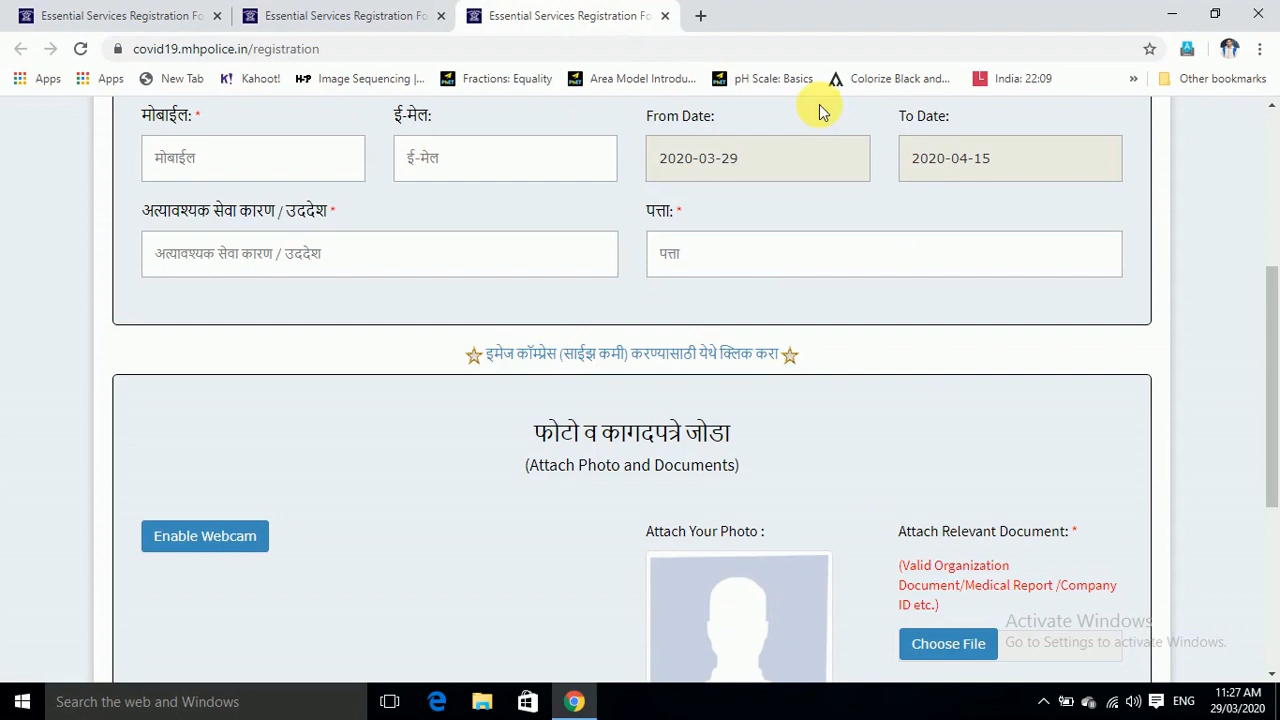 Essential Services Registration Fo
Essential Services Registration Fo
Essential Services Registration Fo
covid19.mhpolice.in/registration
Apps
Apps
New Tab
Kahoot!
Image Sequencing |...
Fractions: Equality
Area Model Introdu...
pH Scale: Basics
Colorize Black and...
India: 22:09
»
Other bookmarks
मोबाईल: *
ई-मेल:
From Date:
To Date:
मोबाईल
ई-मेल
2020-03-29
2020-04-15
अत्यावश्यक सेवा कारण / उददेश *
पत्ता: *
अत्यावश्यक सेवा कारण / उददेश
पत्ता
इमेज कॉम्प्रेस (साईझ कमी) करण्यासाठी येथे क्लिक करा
फोटो व कागदपत्रे जोडा
(Attach Photo and Documents)
Enable Webcam
Attach Your Photo :
Attach Relevant Document: *
(Valid Organization
Document/Medical Report /Company
ID etc.)
Choose File
Activate Windows
Go to Settings to activate Windows.
Search the web and Windows
ENG
11:27 AM
29/03/2020